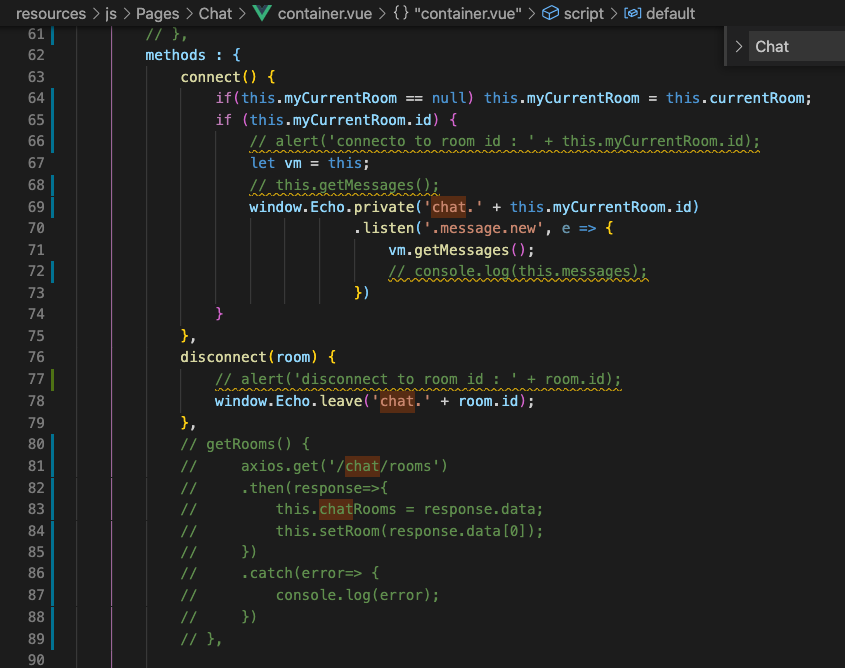 resources > js > Pages > Chat > container.vue > {} "container.vue" > script > default
> Chat
61 // },
62 methods : {
63 connect() {
64 if(this.myCurrentRoom == null) this.myCurrentRoom = this.currentRoom;
65 if (this.myCurrentRoom.id) {
66 // alert('connecto to room id : ' + this.myCurrentRoom.id);
67 let vm = this;
68 // this.getMessages();
69 window.Echo.private('chat.' + this.myCurrentRoom.id)
70 .listen('.message.new', e => {
71 vm.getMessages();
72 // console.log(this.messages);
73 })
74 }
75 },
76 disconnect(room) {
77 // alert('disconnect to room id : ' + room.id);
78 window.Echo.leave('chat.' + room.id);
79 },
80 // getRooms() {
81 // axios.get('/chat/rooms')
82 // .then(response=>{
83 // this.chatRooms = response.data;
84 // this.setRoom(response.data[0]);
85 // })
86 // .catch(error=> {
87 // console.log(error);
88 // })
89 // },
90